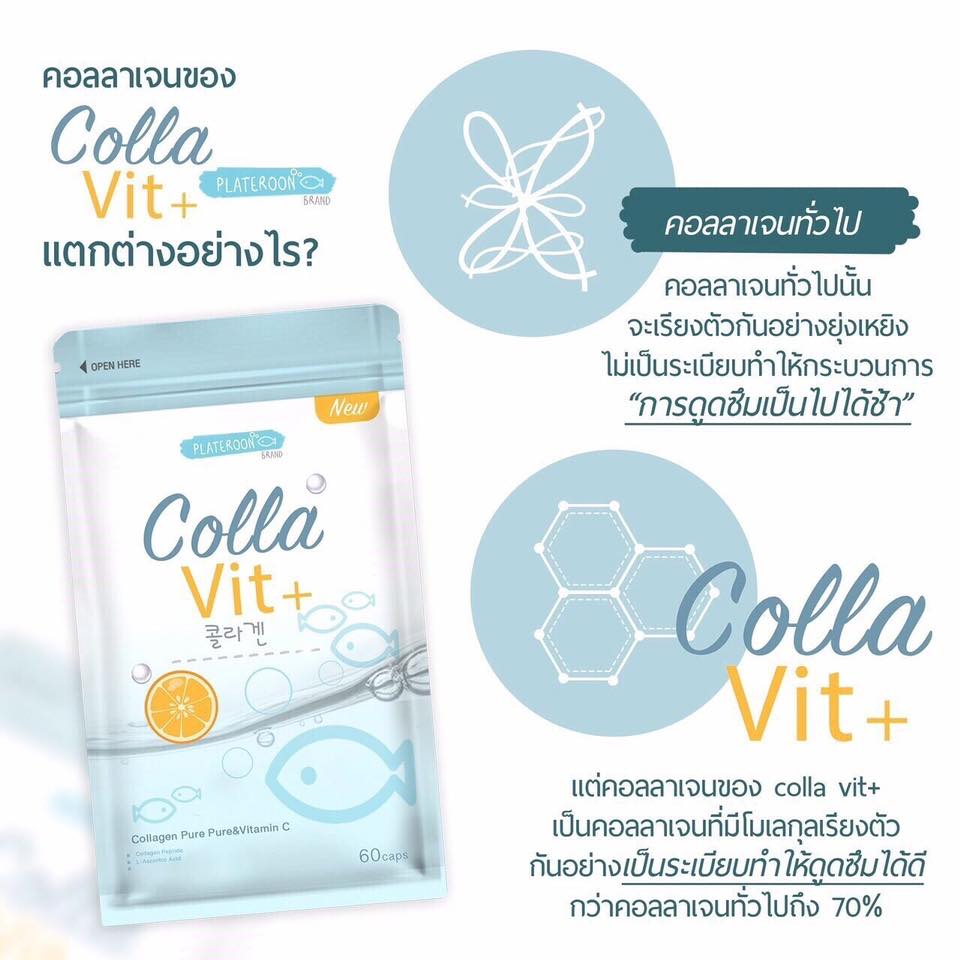 คอลลาเจนของ
Colla
Vit+
PLATEROON
BRAND
แตกต่างอย่างไร?
คอลลาเจนทั่วไป
คอลลาเจนทั่วไปนั้น
จะเรียงตัวกันอย่างยุ่งเหยิง
ไม่เป็นระเบียบทำให้กระบวนการ
“การดูดซึมเป็นไปได้ช้า”
OPEN HERE
New
PLATEROON
BRAND
Colla
Vit+
콜라겐
Collagen Pure Pure&Vitamin C
Collagen Peptide
L-Ascorbic Acid
60caps
Colla
Vit+
แต่คอลลาเจนของ colla vit+
เป็นคอลลาเจนที่มีโมเลกุลเรียงตัว
กันอย่างเป็นระเบียบทำให้ดูดซึมได้ดี
กว่าคอลลาเจนทั่วไปถึง 70%